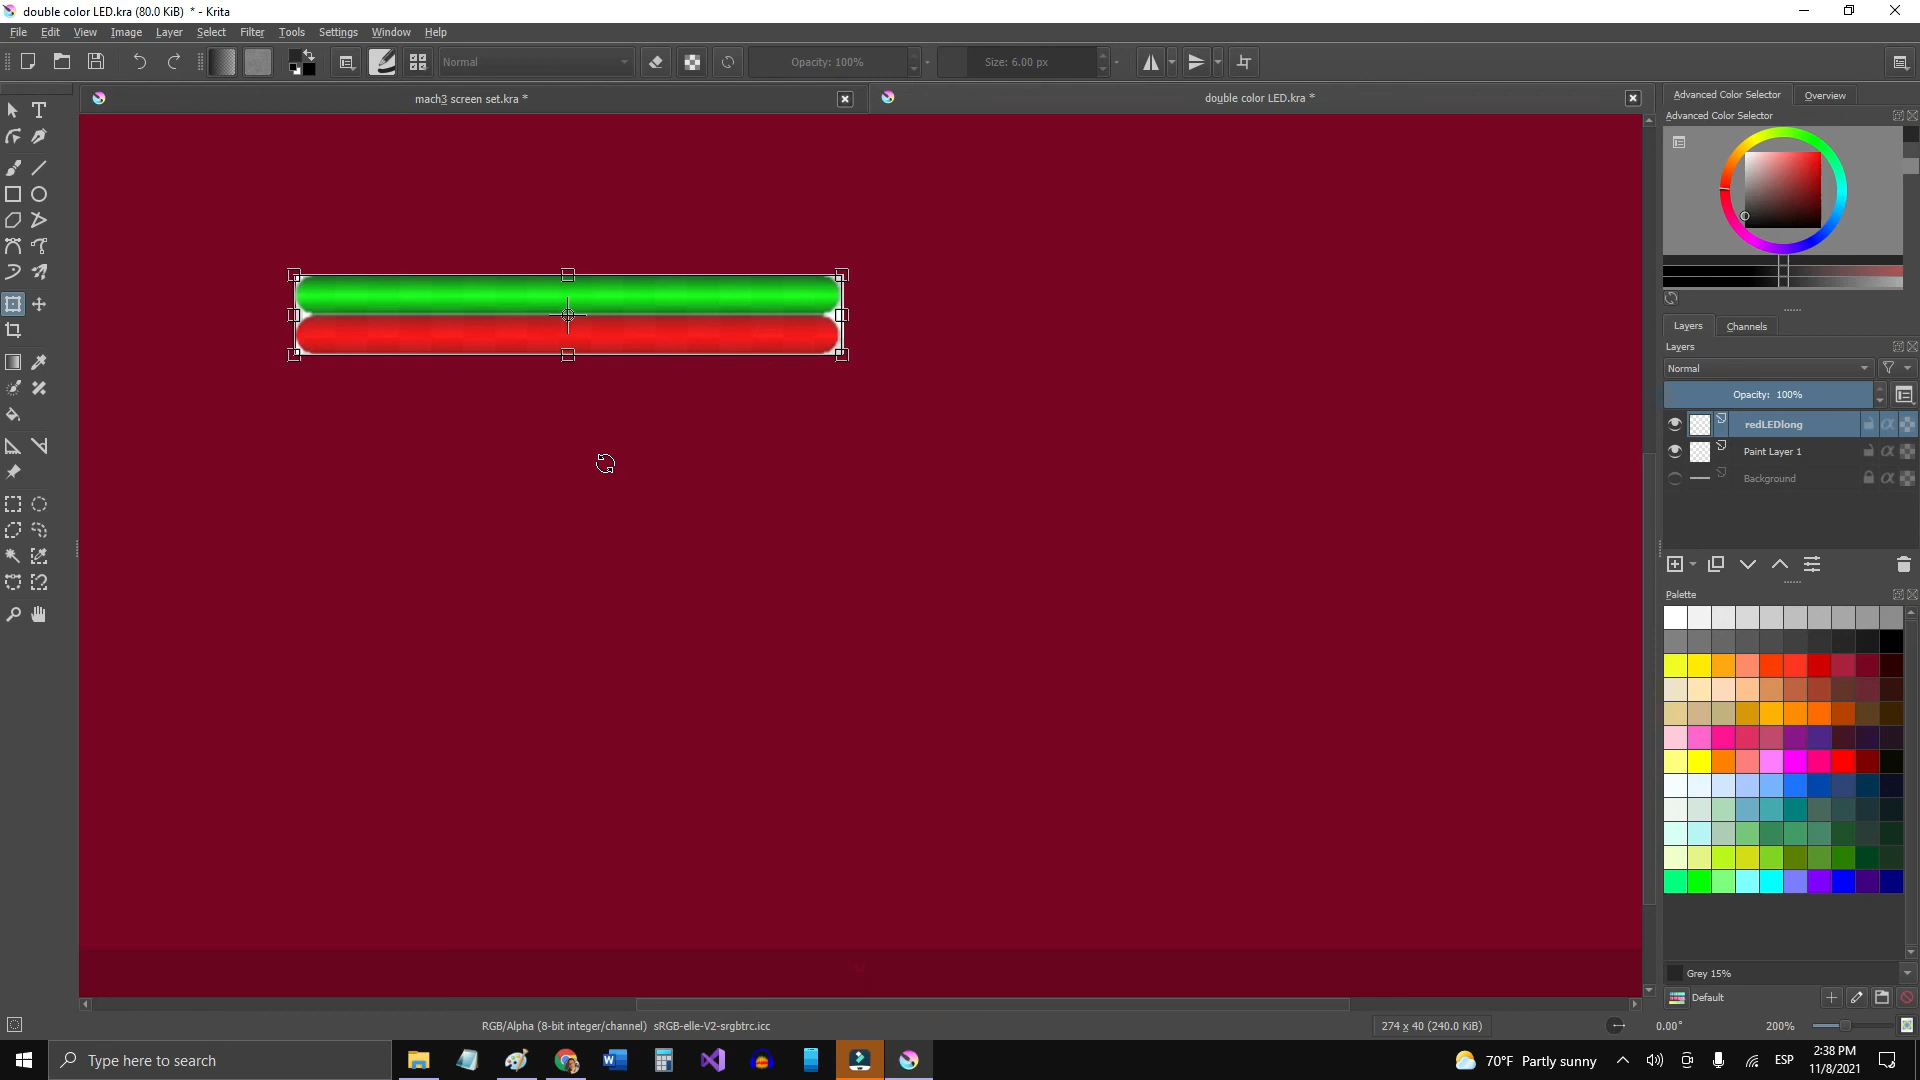 double color LED.kra (80.0 KiB) * - Krita
File Edit View Image Layer Select Filter Tools Settings Window Help
Normal Opacity: 100% Size: 6.00 px
mach3 screen set.kra *
double color LED.kra *
Advanced Color Selector Overview
Advanced Color Selector
Layers Channels
Layers
Normal
Opacity: 100%
redLEDlong
Paint Layer 1
Background
Palette
Grey 15%
Default
RGB/Alpha (8-bit integer/channel) sRGB-elle-V2-srgbtrc.icc
274 x 40 (240.0 KiB)
0.00°
200%
Type here to search
70°F Partly sunny
ESP
2:38 PM
11/8/2021